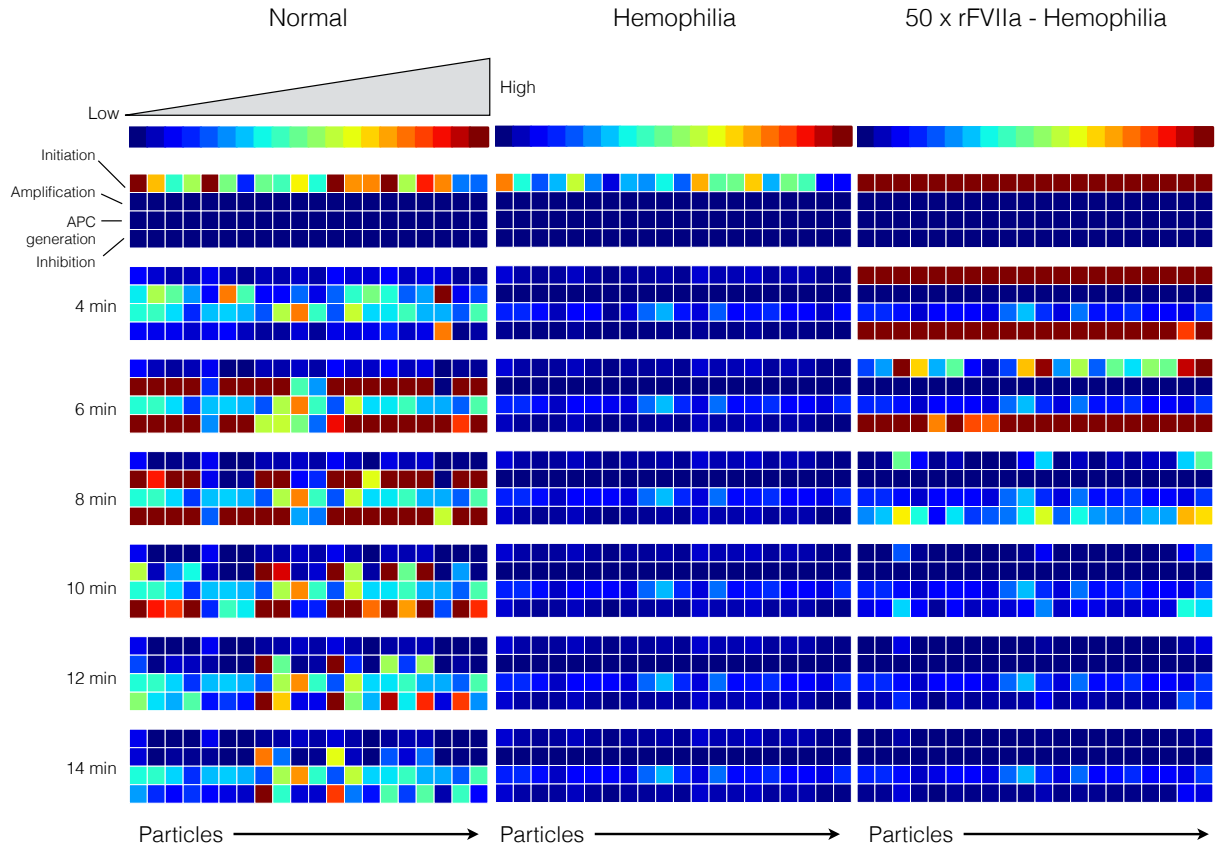 Normal
Hemophilia
50 x rFVIIa - Hemophilia
Low
High
Initiation
Amplification
APC
generation
Inhibition
4 min
6 min
8 min
10 min
12 min
14 min
Particles
Particles
Particles